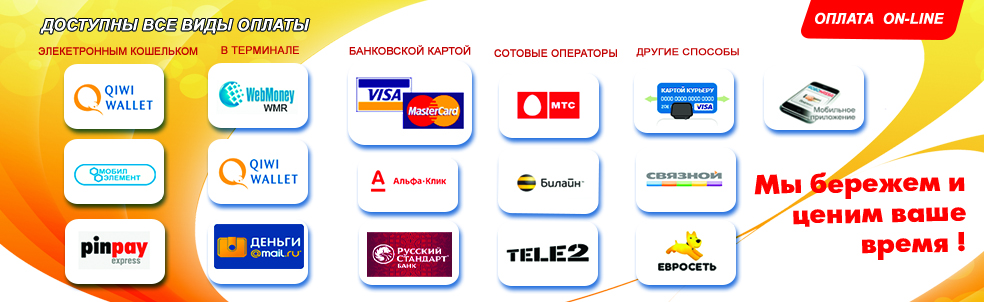 ДОСТУПНЫ ВСЕ ВИДЫ ОПЛАТЫ
ОПЛАТА ON-LINE
ЭЛЕКЕТРОННЫМ КОШЕЛЬКОМ
В ТЕРМИНАЛЕ
БАНКОВСКОЙ КАРТОЙ
СОТОВЫЕ ОПЕРАТОРЫ
ДРУГИЕ СПОСОБЫ
QIWI
WALLET
WebMoney
WMR
VISA
MasterCard
МТС
КАРТОЙ КУРЬЕРУ
0000 0000 0000
VISA
Мобильное
приложение
МОБИЛ
ЭЛЕМЕНТ
QIWI
WALLET
Альфа·Клик
Билайн
СВЯЗНОЙ
Мы бережем и
ценим ваше
время !
pinpay
express
ДЕНЬГИ
@mail.ru
РУССКИЙ
СТАНДАРТ
БАНК
TELE2
ЕВРОСЕТЬ